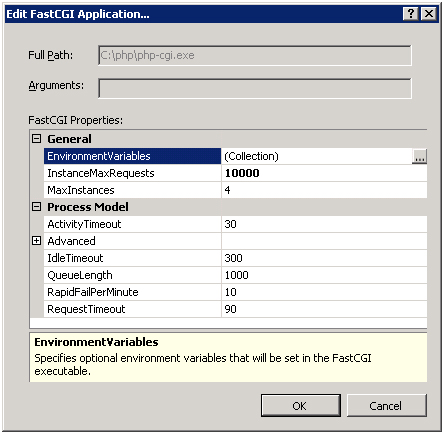 Edit FastCGI Application...
Full Path: C:\php\php-cgi.exe
Arguments:
FastCGI Properties:
General
EnvironmentVariables (Collection) ...
InstanceMaxRequests 10000
MaxInstances 4
Process Model
ActivityTimeout 30
Advanced
IdleTimeout 300
QueueLength 1000
RapidFailPerMinute 10
RequestTimeout 90
EnvironmentVariables
Specifies optional environment variables that will be set in the FastCGI
executable.
OK Cancel